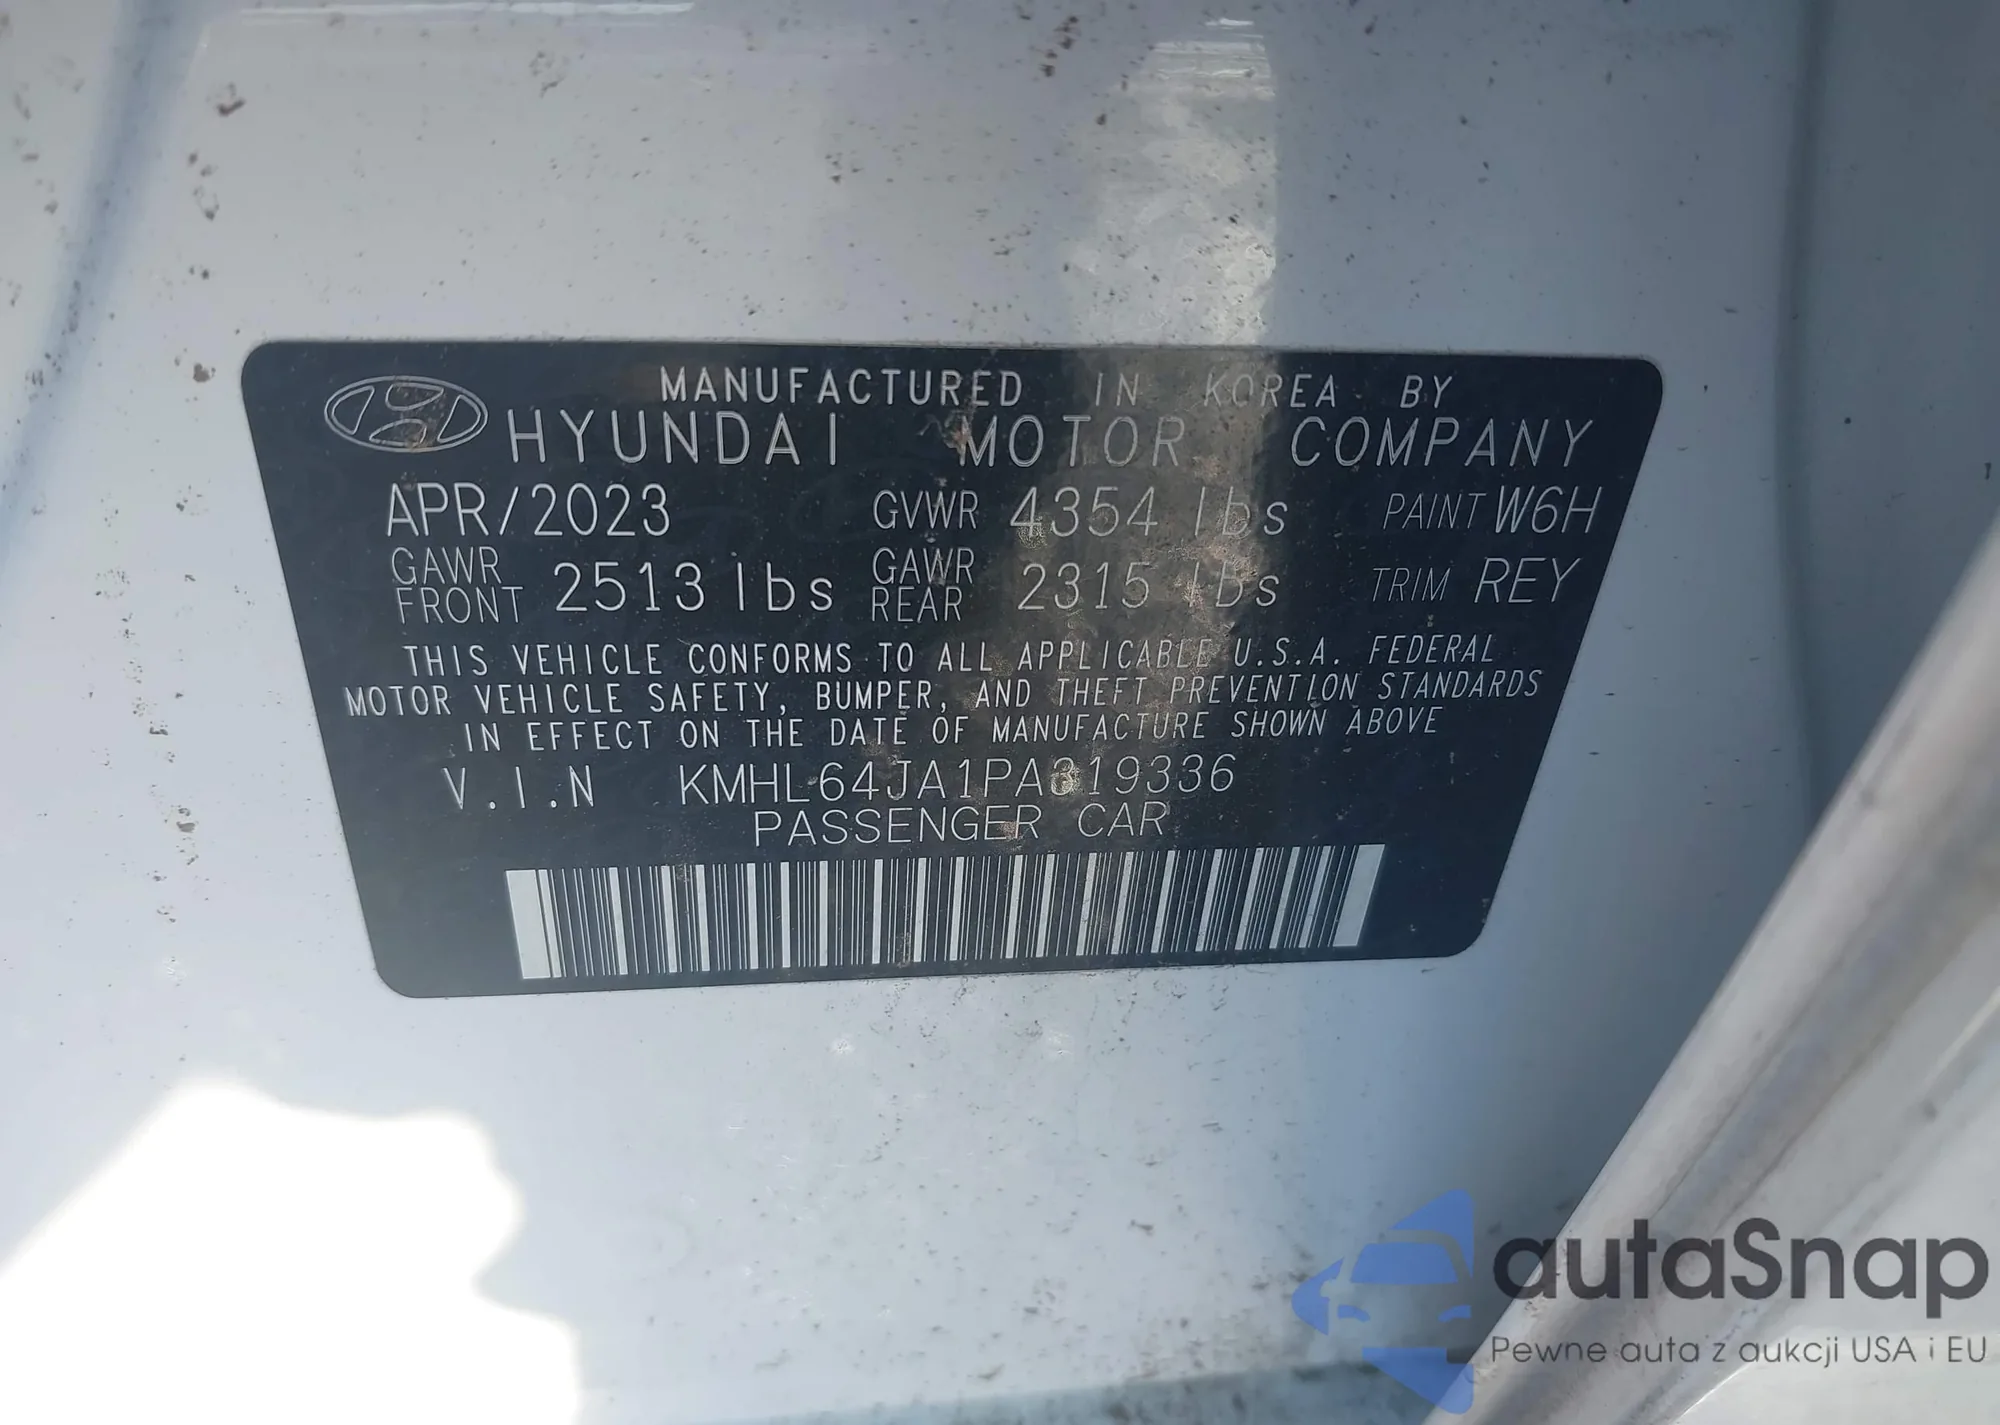 MANUFACTURED IN KOREA BY
HYUNDAI MOTOR COMPANY
APR/2023 GVWR 4354 lbs PAINT W6H
GAWR FRONT 2513 lbs GAWR REAR 2315 lbs TRIM REY
THIS VEHICLE CONFORMS TO ALL APPLICABLE U.S.A. FEDERAL
MOTOR VEHICLE SAFETY, BUMPER, AND THEFT PREVENTION STANDARDS
IN EFFECT ON THE DATE OF MANUFACTURE SHOWN ABOVE
V.I.N KMHL64JA1PA319336
PASSENGER CAR
autaSnap
Pewne auta z aukcji USA i EU